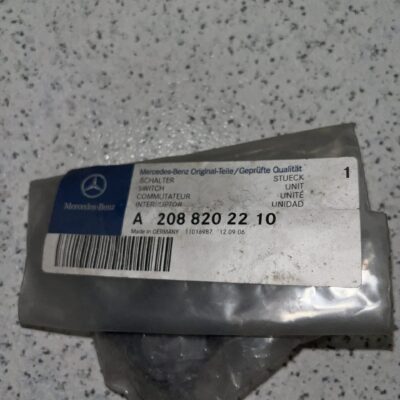 Mercedes-Benz
Mercedes-Benz Original-Teile/Geprüfte Qualität
SCHALTER STUECK 1
SWITCH UNIT
COMMUTATEUR UNITÉ
INTERRUPTOR UNIDAD
A 208 820 22 10
Made in GERMANY 11016987 12.09.06